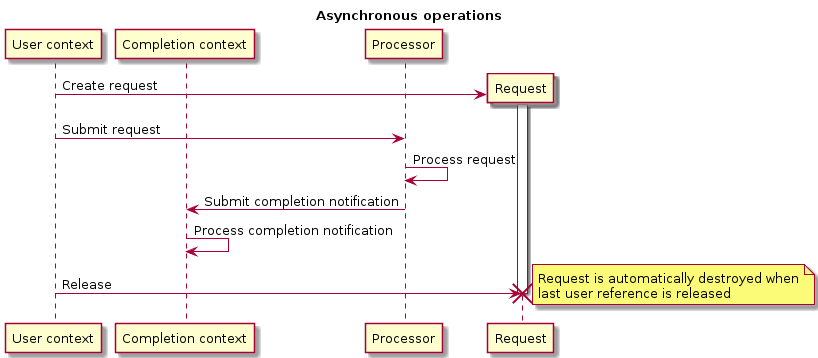 Asynchronous operations
User context
Completion context
Processor
Request
Create request
Submit request
Process request
Submit completion notification
Process completion notification
Release
Request is automatically destroyed when
last user reference is released
User context
Completion context
Processor
Request